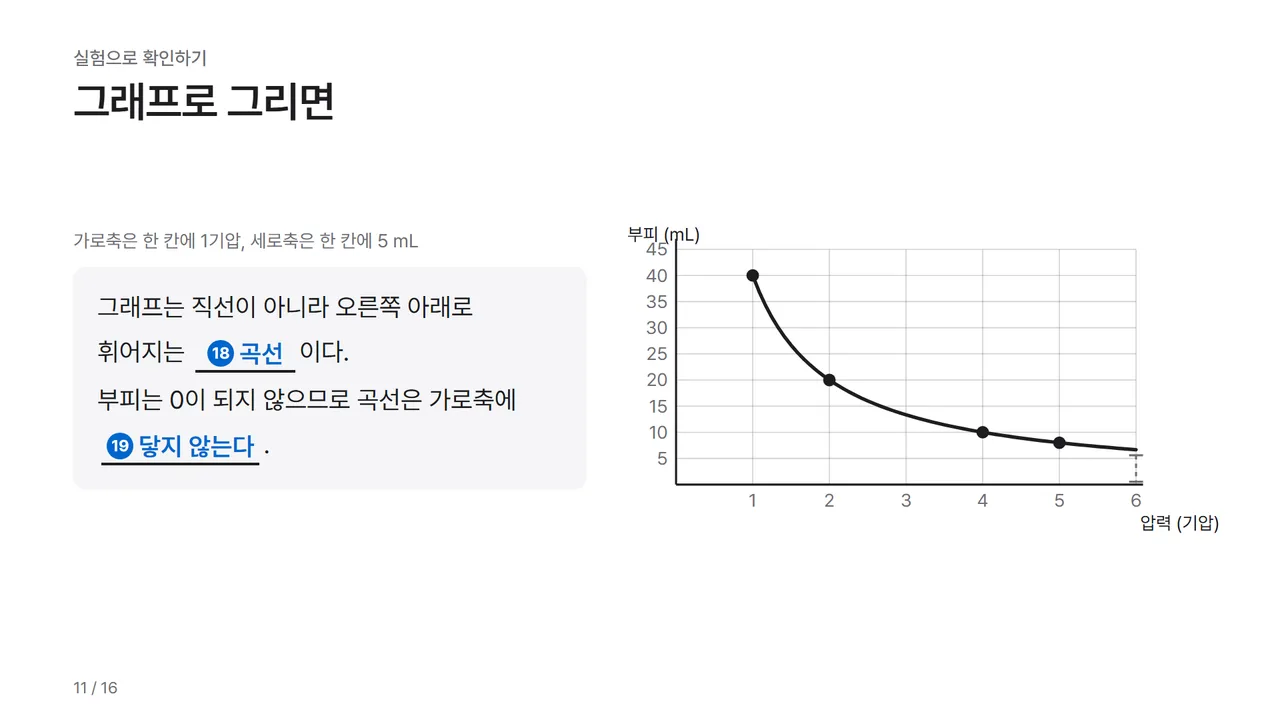 실험으로 확인하기
그래프로 그리면
가로축은 한 칸에 1기압, 세로축은 한 칸에 5 mL
그래프는 직선이 아니라 오른쪽 아래로
휘어지는 18 곡선 이다.
부피는 0이 되지 않으므로 곡선은 가로축에
19 닿지 않는다 .
부피 (mL)
45
40
35
30
25
20
15
10
5
1 2 3 4 5 6
압력 (기압)
11 / 16